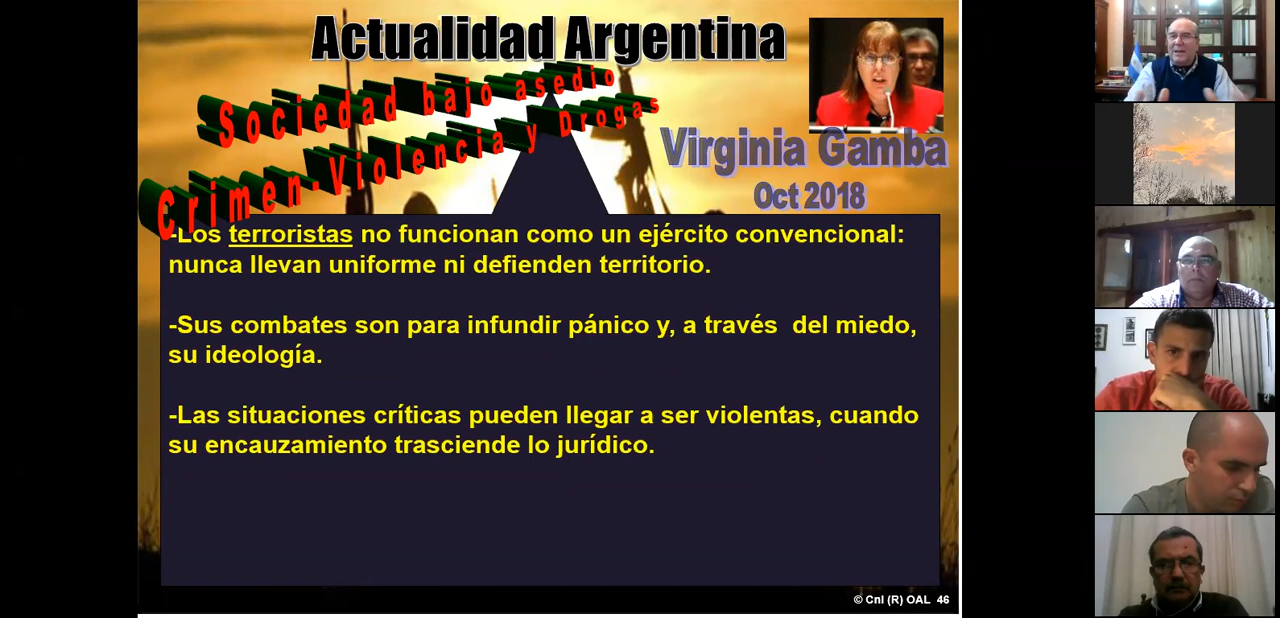 Actualidad Argentina
Sociedad bajo asedio
Crimen-Violencia y Drogas
Virginia Gamba
Oct 2018
-Los terroristas no funcionan como un ejército convencional:
nunca llevan uniforme ni defienden territorio.
-Sus combates son para infundir pánico y, a través  del miedo,
su ideología.
-Las situaciones críticas pueden llegar a ser violentas, cuando
su encauzamiento trasciende lo jurídico.
© Cnl (R) OAL  46